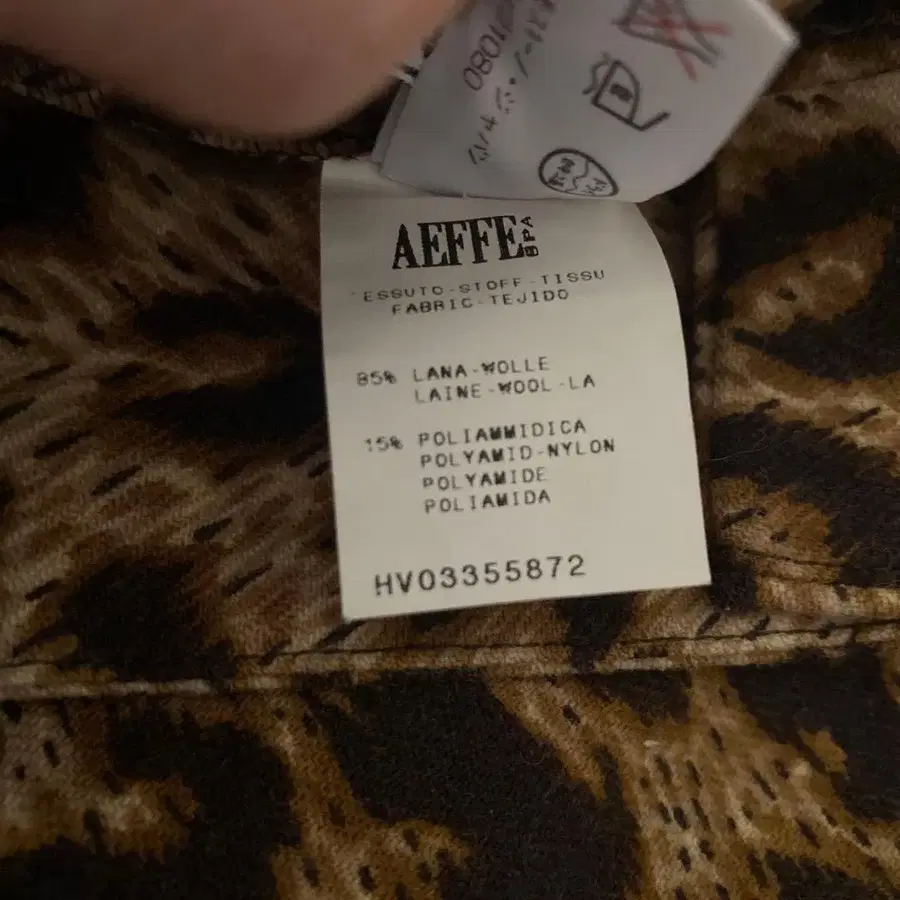 AEFFE SPA
ESSUTO-STOFF-TISSU
FABRIC-TEJIDO
85% LANA-WOLLE
LAINE-WOOL-LA
15% POLIAMMIDICA
POLYAMID-NYLON
POLYAMIDE
POLIAMIDA
HV03355872